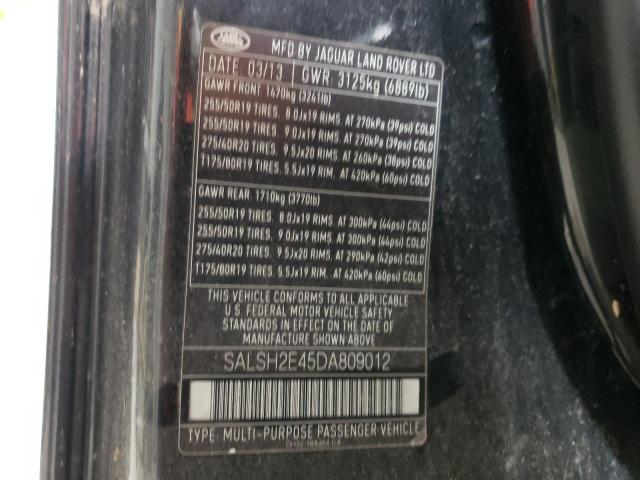 LAND ROVER
MFD BY JAGUAR LAND ROVER LTD
DATE 03/13 GWR 3125kg (6889lb)
GAWR FRONT 1470kg (3241lb)
255/50R19 TIRES. 8.0Jx19 RIMS. AT 270kPa (39psi) COLD
255/50R19 TIRES. 9.0Jx19 RIMS. AT 270kPa (39psi) COLD
275/40R20 TIRES. 9.5Jx20 RIMS. AT 260kPa (38psi) COLD
T175/80R19 TIRES. 5.5Jx19 RIM. AT 420kPa (60psi) COLD
GAWR REAR 1710kg (3770lb)
255/50R19 TIRES. 8.0Jx19 RIMS. AT 300kPa (44psi) COLD
255/50R19 TIRES. 9.0Jx19 RIMS. AT 300kPa (44psi) COLD
275/40R20 TIRES. 9.5Jx20 RIMS. AT 290kPa (42psi) COLD
T175/80R19 TIRES. 5.5Jx19 RIM. AT 420kPa (60psi) COLD
THIS VEHICLE CONFORMS TO ALL APPLICABLE
U.S. FEDERAL MOTOR VEHICLE SAFETY
STANDARDS IN EFFECT ON THE DATE OF
MANUFACTURE SHOWN ABOVE.
SALSH2E45DA809012
TYPE: MULTI-PURPOSE PASSENGER VEHICLE